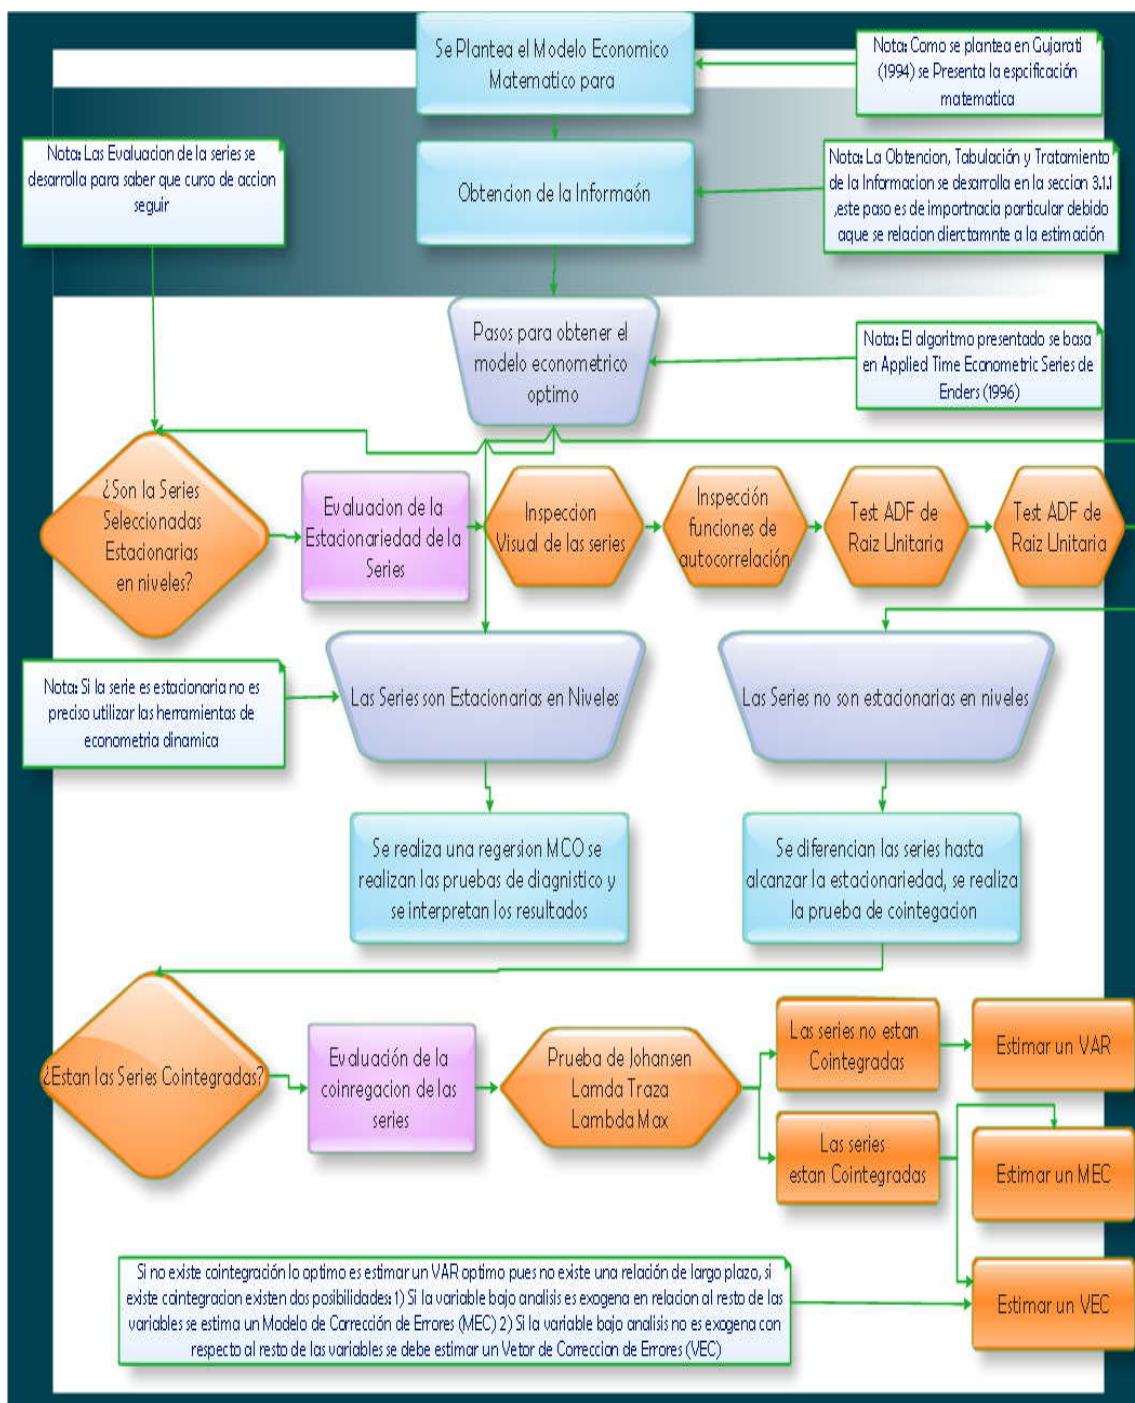 Se Plantea el Modelo Economico
Matematico para
Nota: Como se plantea en Gujarati
(1994) se Presenta la espcificación
matematica
Nota: Las Evaluacion de la series se
desarrolla para saber que curso de accion
seguir
Obtencion de la Informaón
Nota: La Obtencion, Tabulación y Tratamiento
de la Informacion se desarrolla en la seccion 3.1.1
,este paso es de importnacia particular debido
aque se relacion dierctamnte a la estimación
Pasos para obtener el
modelo econometrico
optimo
Nota: El algoritmo presentado se basa
en Applied Time Econometric Series de
Enders (1996)
¿Son la Series
Seleccionadas
Estacionarias
en niveles?
Evaluacion de la
Estacionariedad de la
Series
Inspeccion
Visual de las series
Inspección
funciones de
autocorrelación
Test ADF de
Raiz Unitaria
Test ADF de
Raiz Unitaria
Nota: Si la serie es estacionaria no es
preciso utilizar las herramientas de
econometria dinamica
Las Series son Estacionarias en Niveles
Las Series no son estacionarias en niveles
Se realiza una regersion MCO se
realizan las pruebas de diagnistico y
se interpretan los resultados
Se diferencian las series hasta
alcanzar la estacionariedad, se realiza
la prueba de cointegacion
¿Estan las Series Cointegradas?
Evaluación de la
coinregacion de las
series
Prueba de Johansen
Lamda Traza
Lambda Max
Las series no estan
Cointegradas
Estimar un VAR
Las series
estan Cointegradas
Estimar un MEC
Estimar un VEC
Si no existe cointegración lo optimo es estimar un VAR optimo pues no existe una relación de largo plazo, si
existe cointegracion existen dos posibilidades: 1) Si la variable bajo analisis es exogena en relacion al resto de las
variables se estima un Modelo de Corrección de Errores (MEC) 2) Si la variable bajo analisis no es exogena con
respecto al resto de las variables se debe estimar un Vetor de Correccion de Errores (VEC)